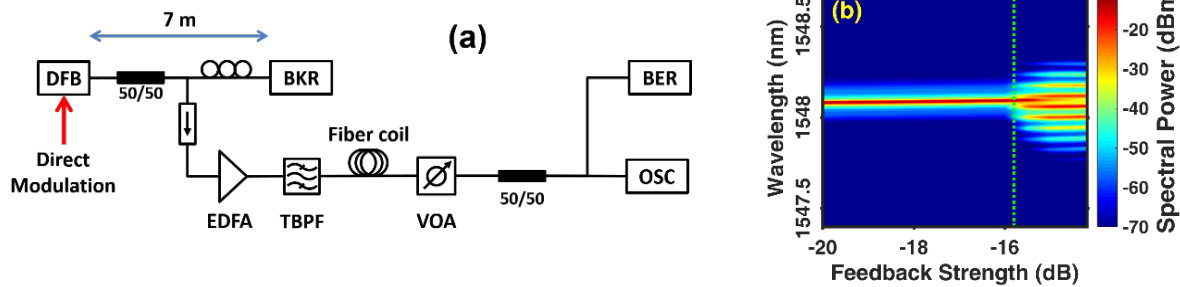 7 m
(a)
DFB
50/50
BKR
BER
Direct
Modulation
Fiber coil
EDFA
TBPF
VOA
50/50
OSC
(b)
Wavelength (nm)
1548.5
1548
1547.5
-20
-18
-16
Feedback Strength (dB)
-20
-30
-40
-50
-60
-70
Spectral Power (dBm